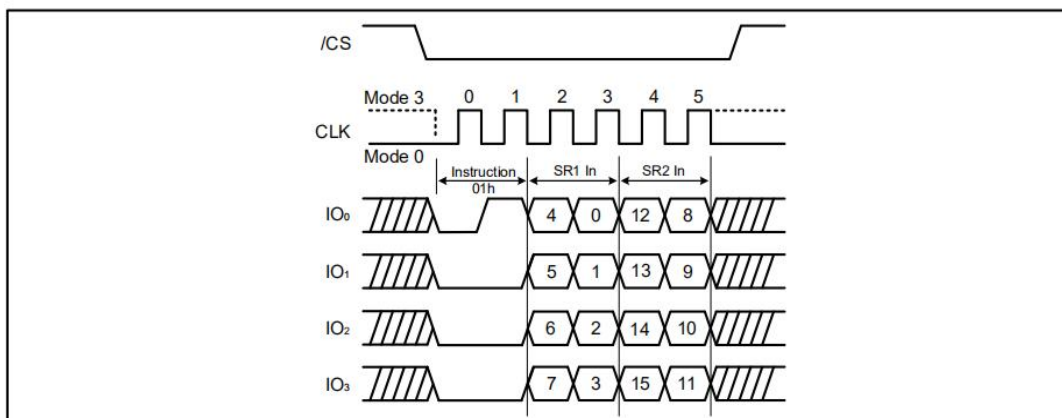 /CS
Mode 3 0 1 2 3 4 5
CLK
Mode 0
Instruction SR1 In SR2 In
01h
IO₀ 4 0 12 8
IO₁ 5 1 13 9
IO₂ 6 2 14 10
IO₃ 7 3 15 11